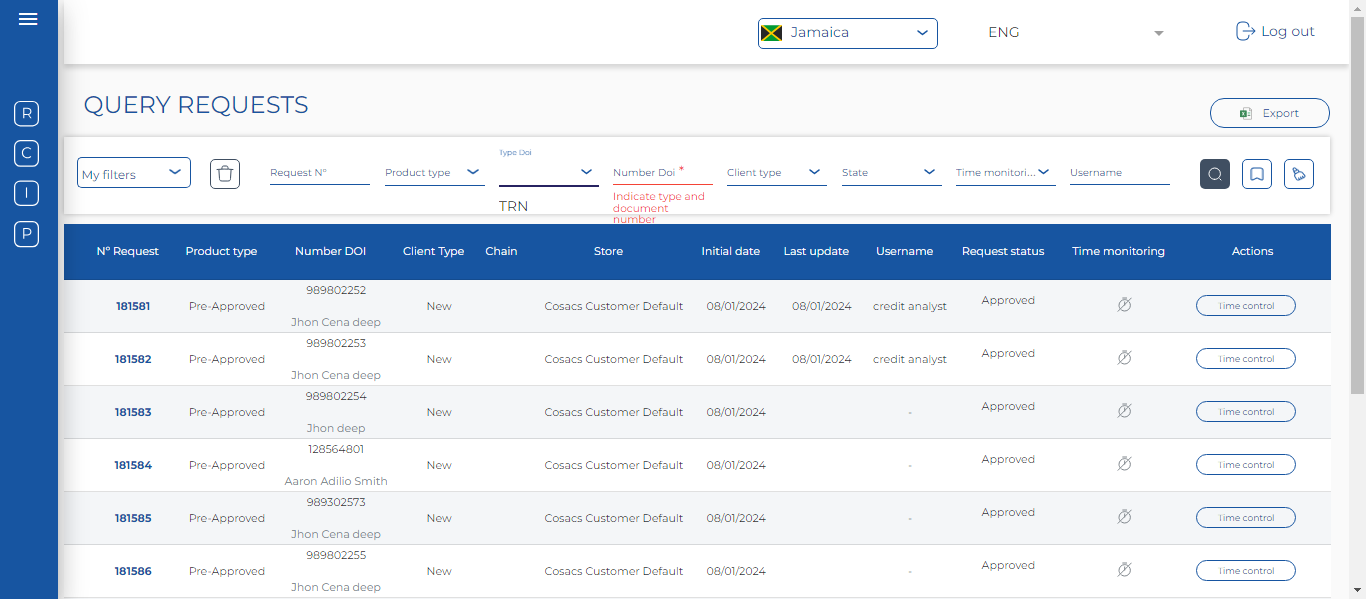 Jamaica
ENG
Log out
R
C
I
P
QUERY REQUESTS
Export
My filters
Request N°
Product type
Type Doi
TRN
Number Doi *
Indicate type and
document
number
Client type
State
Time monitori...
Username
N° Request Product type Number DOI Client Type Chain Store Initial date Last update Username Request status Time monitoring Actions
181581 Pre-Approved 989802252 New Cosacs Customer Default 08/01/2024 08/01/2024 credit analyst Approved Time control
Jhon Cena deep
181582 Pre-Approved 989802253 New Cosacs Customer Default 08/01/2024 08/01/2024 credit analyst Approved Time control
Jhon Cena deep
181583 Pre-Approved 989802254 New Cosacs Customer Default 08/01/2024 - Approved Time control
Jhon deep
181584 Pre-Approved 128564801 New Cosacs Customer Default 08/01/2024 - Approved Time control
Aaron Adilio Smith
181585 Pre-Approved 989302573 New Cosacs Customer Default 08/01/2024 - Approved Time control
Jhon Cena deep
181586 Pre-Approved 989802255 New Cosacs Customer Default 08/01/2024 - Approved Time control
Jhon Cena deep